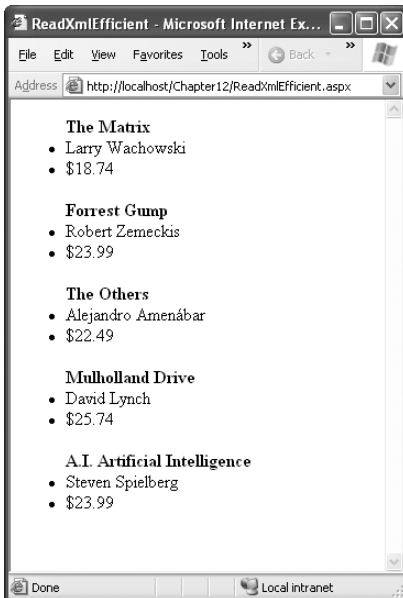 ReadXmlEfficient - Microsoft Internet Ex...
File Edit View Favorites Tools » Back »
Address http://localhost/Chapter12/ReadXmlEfficient.aspx
The Matrix
• Larry Wachowski
• $18.74
Forrest Gump
• Robert Zemeckis
• $23.99
The Others
• Alejandro Amenábar
• $22.49
Mulholland Drive
• David Lynch
• $25.74
A.I. Artificial Intelligence
• Steven Spielberg
• $23.99
Done Local intranet